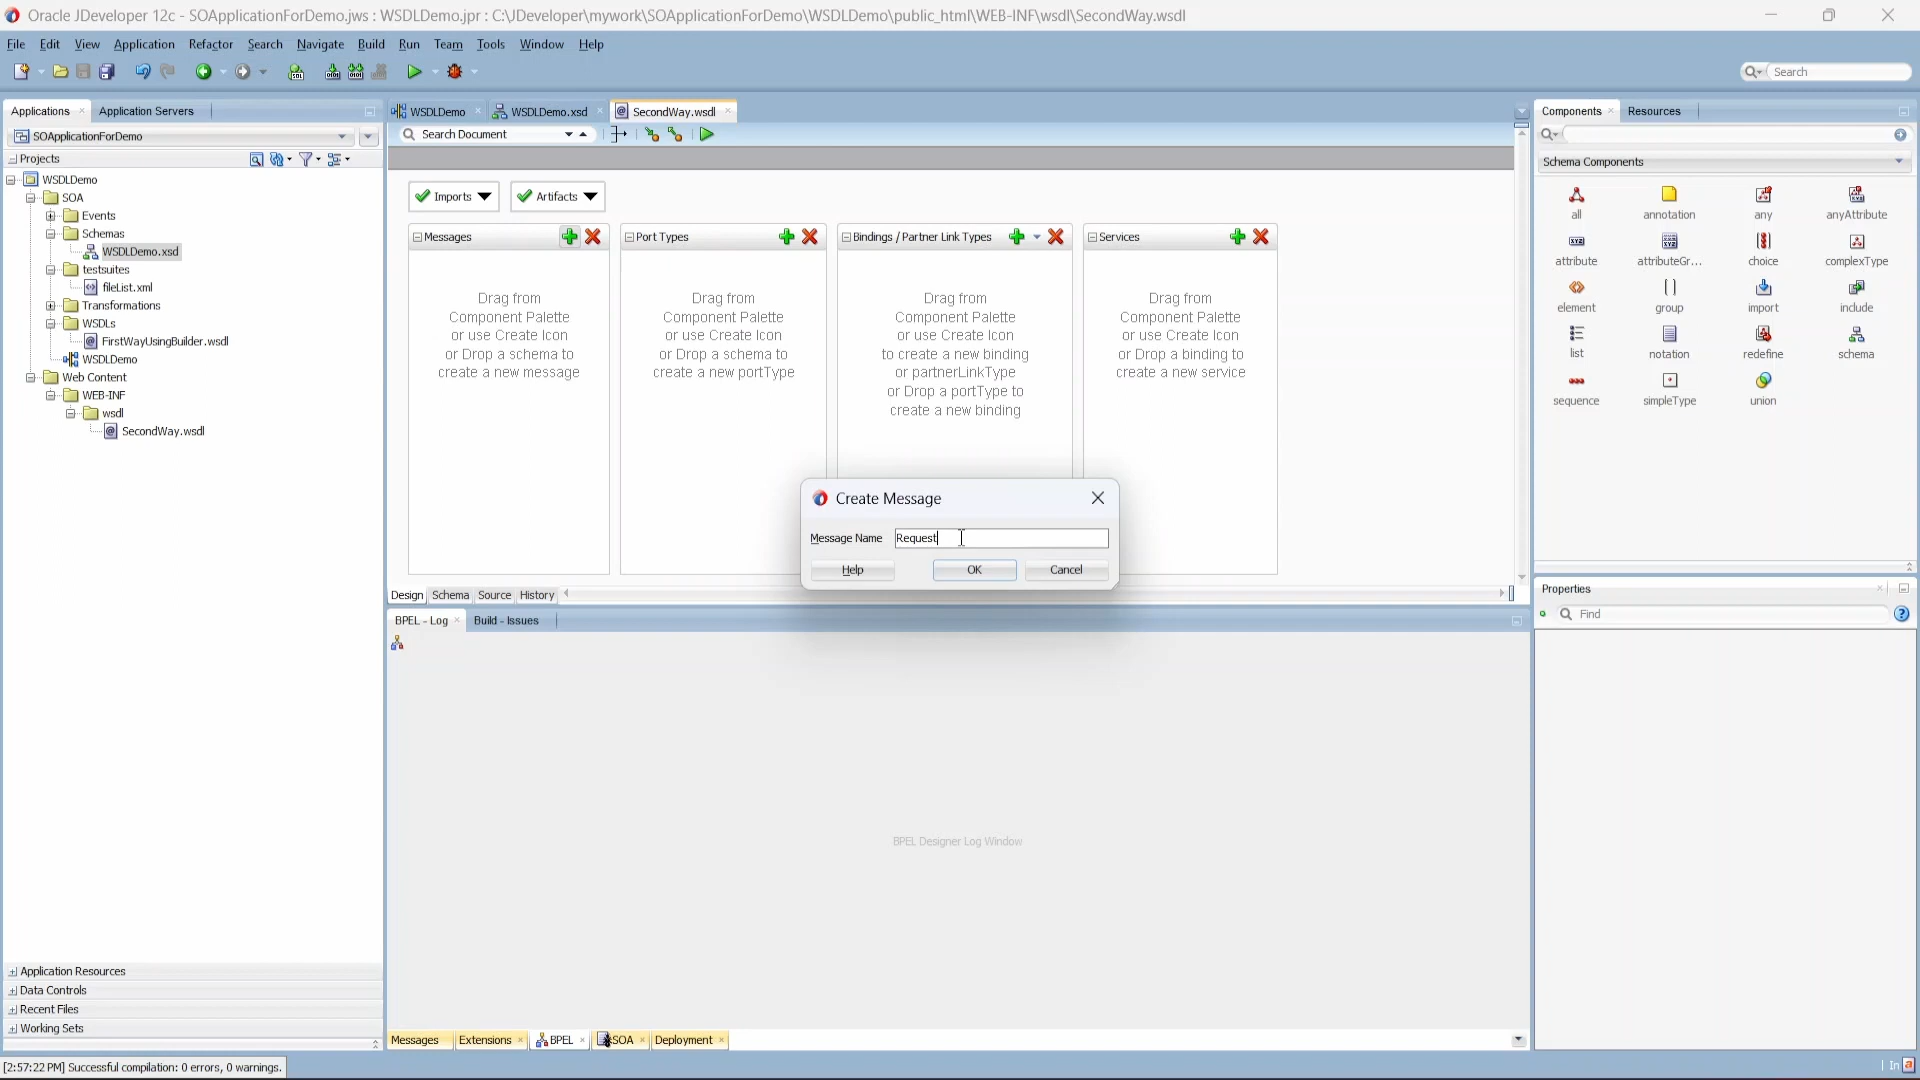 Oracle JDeveloper 12c - SOApplicationForDemo.jws : WSDLDemo.jpr : C:\JDeveloper\mywork\SOApplicationForDemo\WSDLDemo\public_html\WEB-INF\wsdl\SecondWay.wsdl
File Edit View Application Refactor Search Navigate Build Run Team Tools Window Help
Search
Applications Application Servers
SOApplicationForDemo
Projects
WSDLDemo
SOA
Events
Schemas
WSDLDemo.xsd
testsuites
fileList.xml
Transformations
WSDLs
FirstWayUsingBuilder.wsdl
WSDLDemo
Web Content
WEB-INF
wsdl
SecondWay.wsdl
Application Resources
Data Controls
Recent Files
Working Sets
WSDLDemo WSDLDemo.xsd SecondWay.wsdl
Search Document
Imports Artifacts
Messages
Drag from
Component Palette
or use Create Icon
or Drop a schema to
create a new message
Port Types
Drag from
Component Palette
or use Create Icon
or Drop a schema to
create a new portType
Bindings / Partner Link Types
Drag from
Component Palette
or use Create Icon
to create a new binding
or partnerLinkType
or Drop a portType to
create a new binding
Services
Drag from
Component Palette
or use Create Icon
or Drop a binding to
create a new service
Create Message
Message Name Request
Help OK Cancel
Design Schema Source History
BPEL - Log Build - Issues
BPEL Designer Log Window
Messages Extensions BPEL SOA Deployment
Components Resources
Schema Components
all annotation any anyAttribute
attribute attributeGr... choice complexType
element group import include
list notation redefine schema
sequence simpleType union
Properties
Find
[2:57:22 PM] Successful compilation: 0 errors, 0 warnings.
In